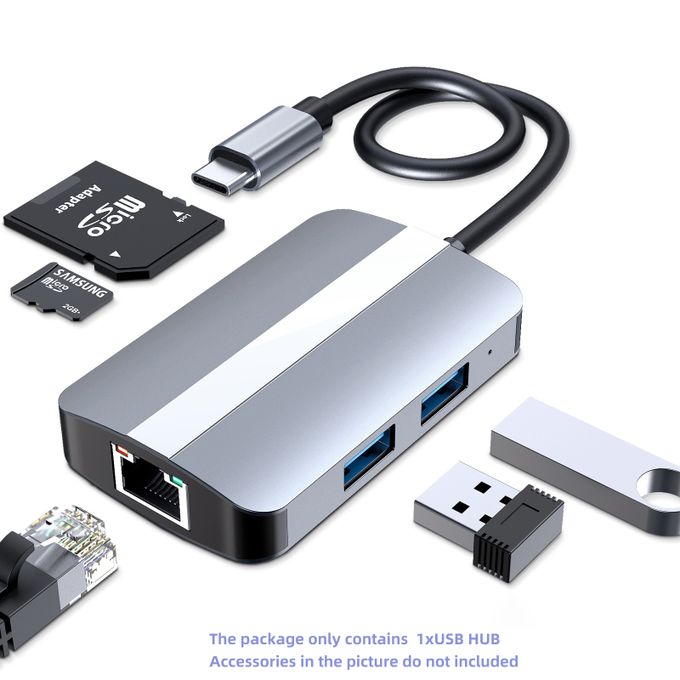 micro
SD
Adapter
Lock
SAMSUNG
micro
SD
2GB
The package only contains 1xUSB HUB
Accessories in the picture do not included